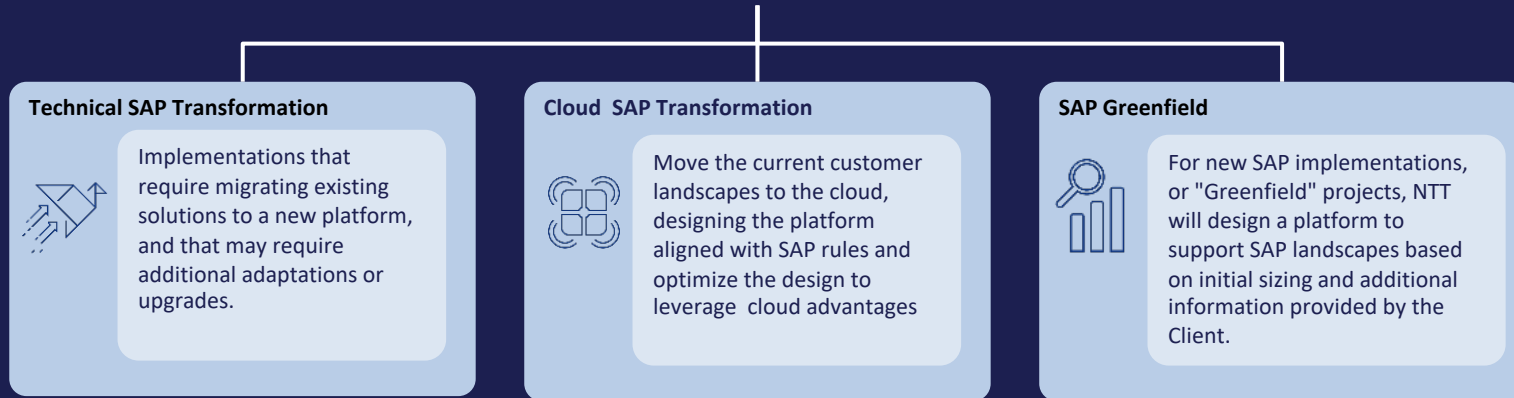 Technical SAP Transformation
Implementations that
require migrating existing
solutions to a new platform,
and that may require
additional adaptations or
upgrades.
Cloud  SAP Transformation
Move the current customer
landscapes to the cloud,
designing the platform
aligned with SAP rules and
optimize the design to
leverage  cloud advantages
SAP Greenfield
For new SAP implementations,
or "Greenfield" projects, NTT
will design a platform to
support SAP landscapes based
on initial sizing and additional
information provided by the
Client.